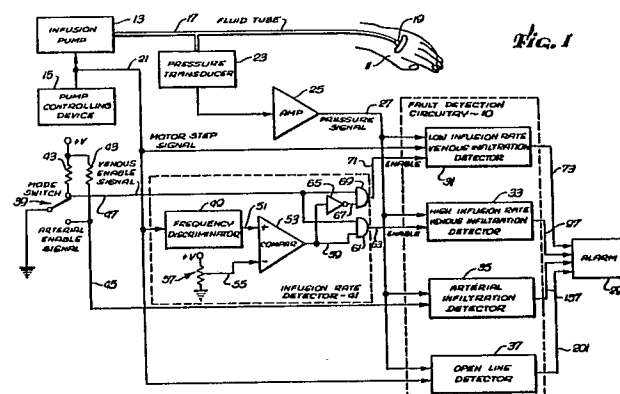 13
INFUSION PUMP
17
FLUID TUBE
19
Fig. 1
11
21
PRESSURE TRANSDUCER
23
15
PUMP CONTROLLING DEVICE
25
AMP
27
PRESSURE SIGNAL
FAULT DETECTION CIRCUITRY~10
+V
43
43
MODE SWITCH
39
VENOUS ENABLE SIGNAL
47
MOTOR STEP SIGNAL
71
ENABLE
LOW INFUSION RATE VENOUS INFILTRATION DETECTOR
31
73
49
FREQUENCY DISCRIMINATOR
51
53
COMPAR.
65
69
67
61
63
ENABLE
33
HIGH INFUSION RATE VENOUS INFILTRATION DETECTOR
97
ARTERIAL ENABLE SIGNAL
45
+V
57
55
59
INFUSION RATE DETECTOR-41
35
ARTERIAL INFILTRATION DETECTOR
ALARM
157
37
OPEN LINE DETECTOR
201